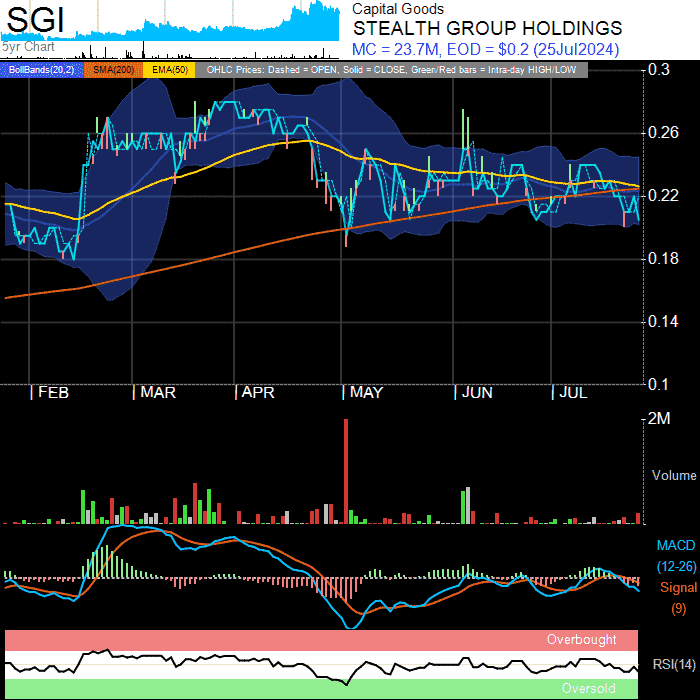 SGI
5yr Chart
Capital Goods
STEALTH GROUP HOLDINGS
MC = 23.7M, EOD = $0.2 (25Jul2024)
BollBands(20,2) SMA(200) EMA(50) OHLC Prices: Dashed = OPEN, Solid = CLOSE, Green/Red bars = Intra-day HIGH/LOW
0.3
0.26
0.22
0.18
0.14
0.1
FEB MAR APR MAY JUN JUL
2M
Volume
MACD
(12-26)
Signal
(9)
Overbought
RSI(14)
Oversold